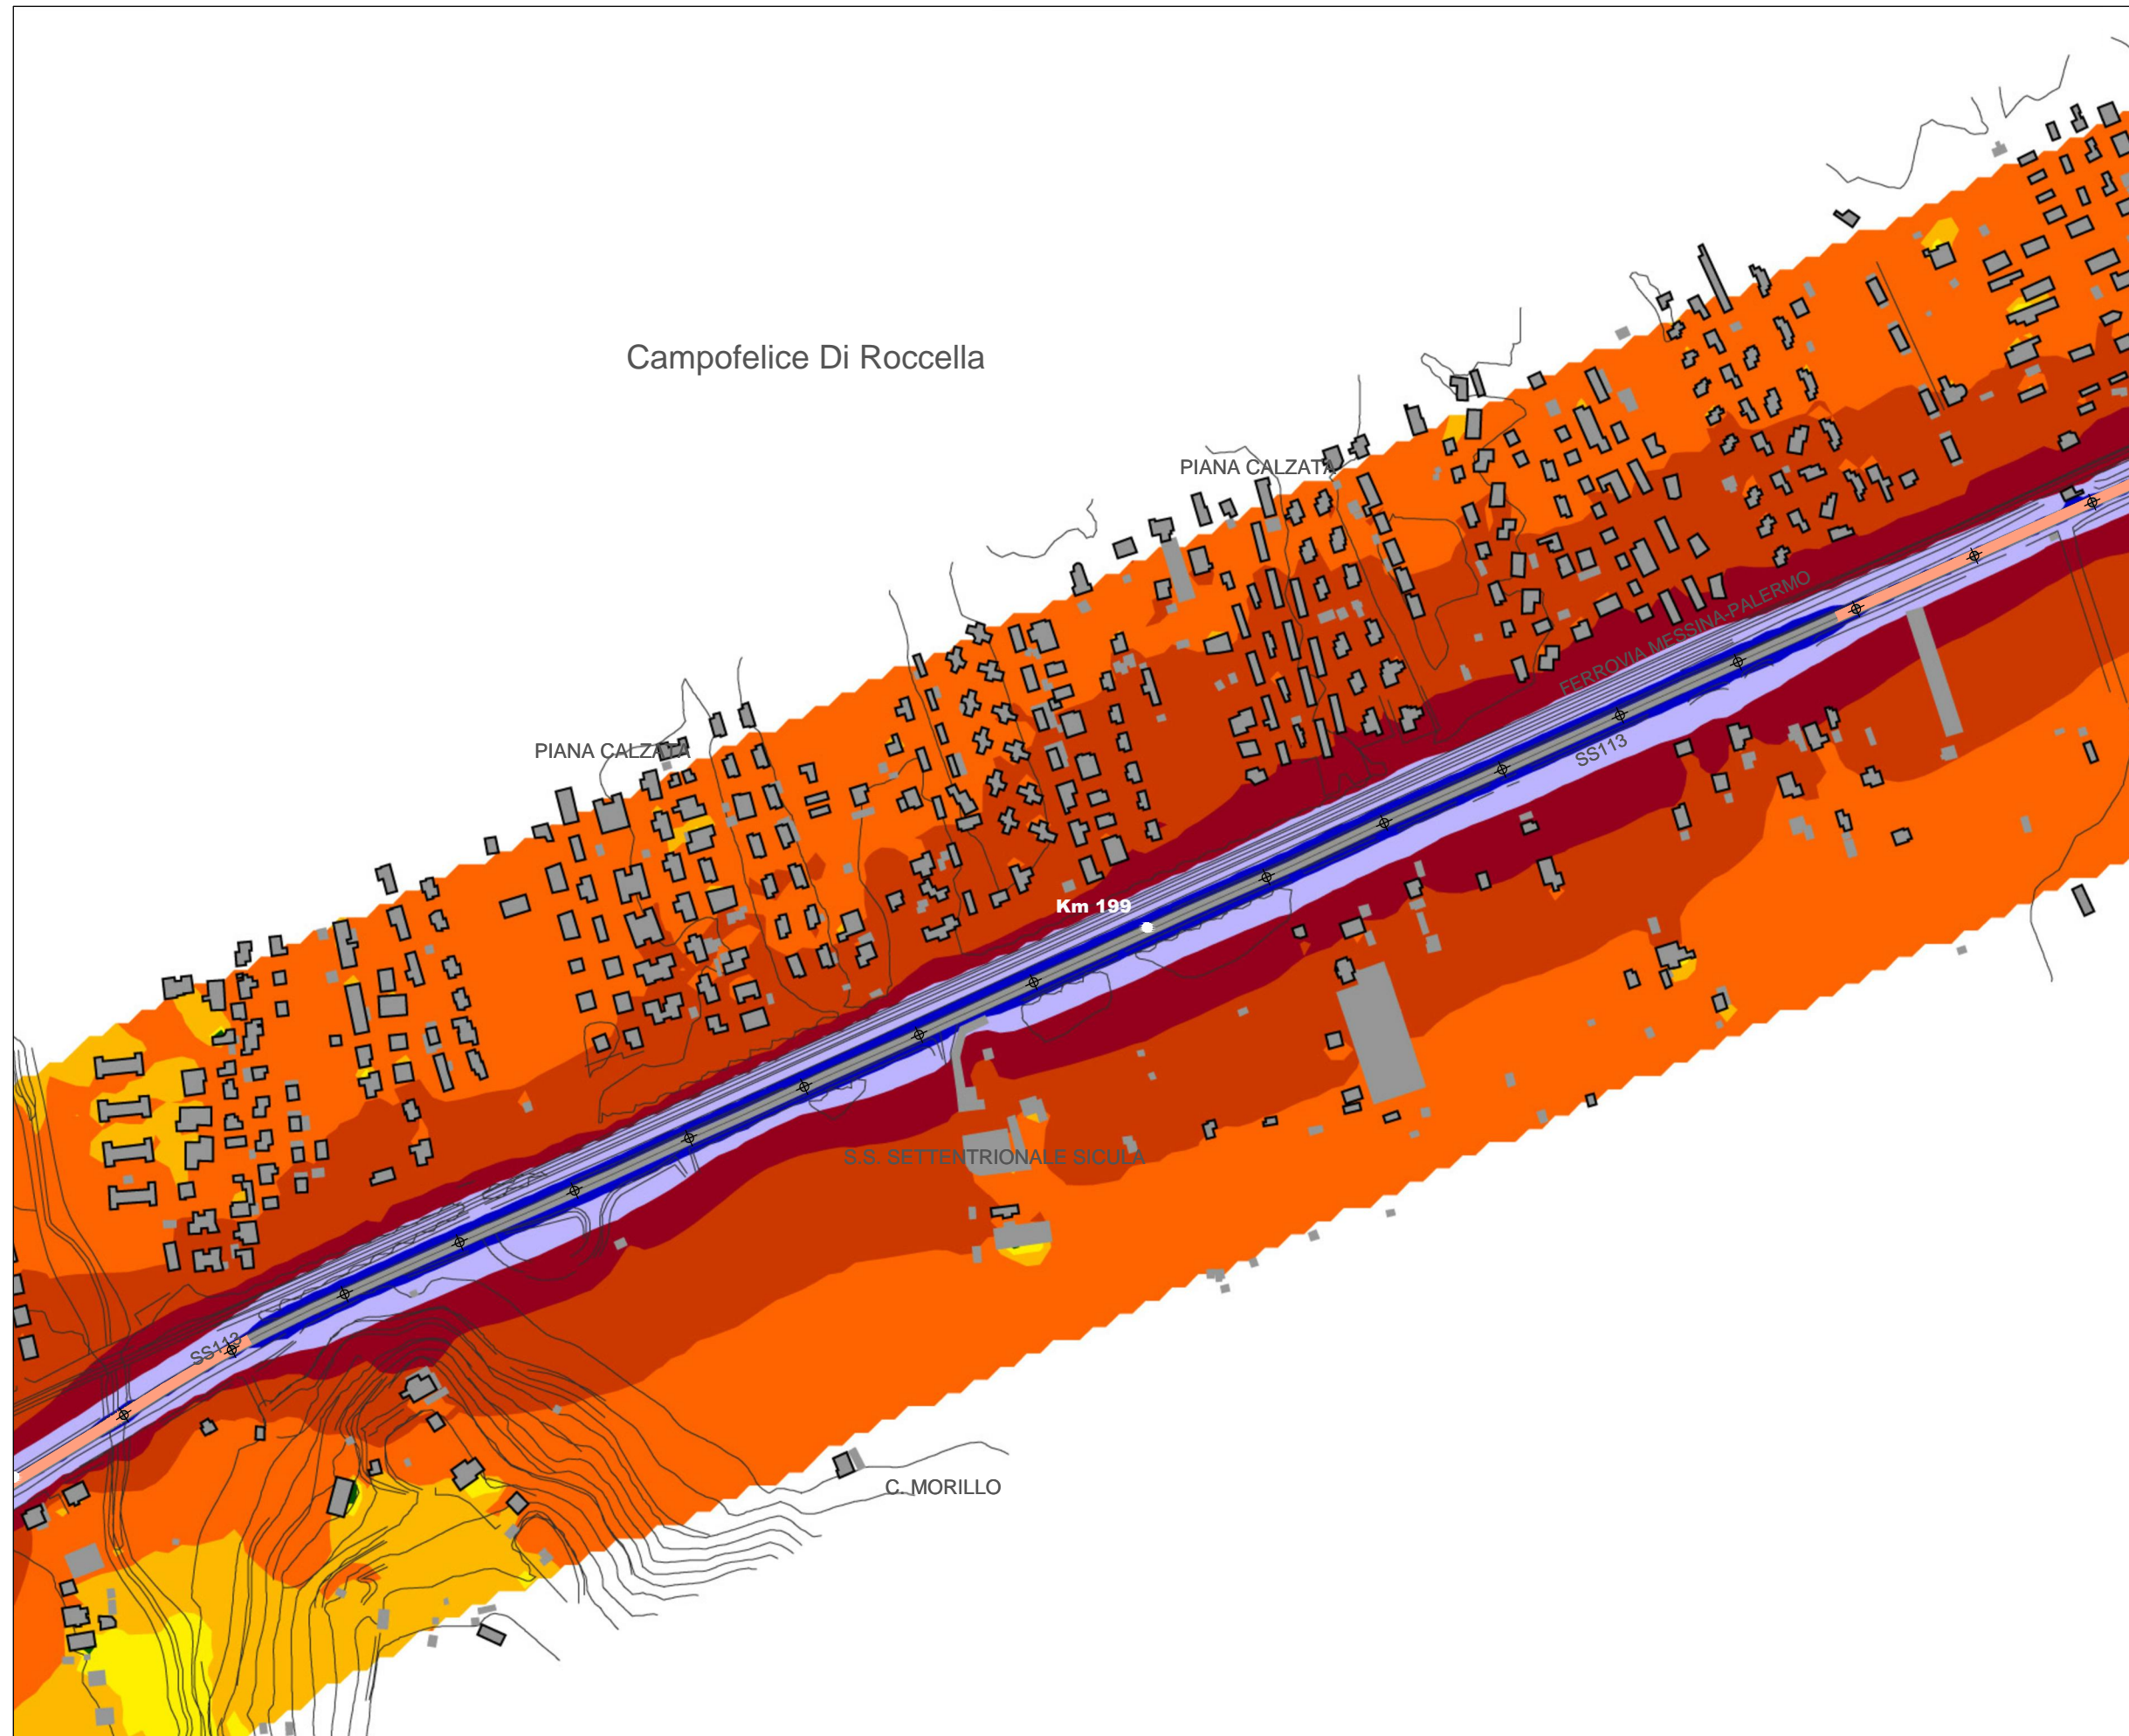 Campofelice Di Roccella
PIANA CALZATA
FERROVIA MESSINA-PALERMO
PIANA CALZATA
SS113
Km 199
S.S. SETTENTRIONALE SICULA
SS113
C. MORILLO